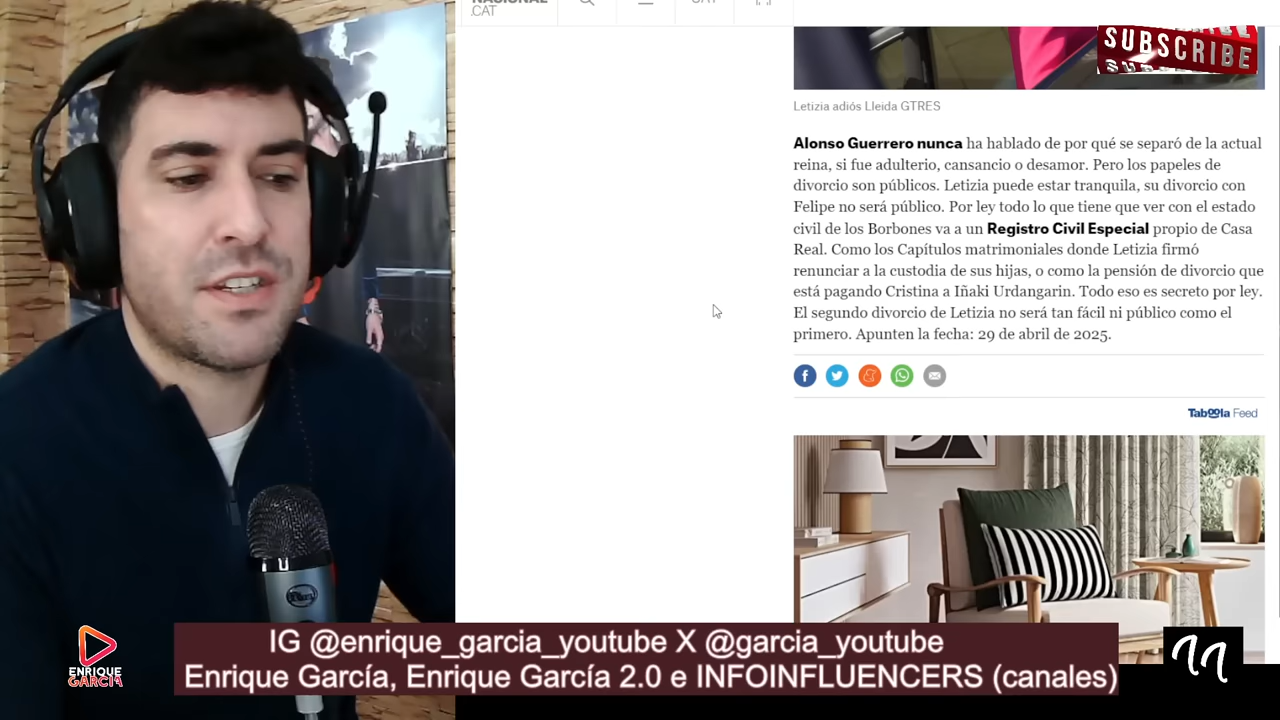 NACIONAL
.CAT
CAT
SUBSCRIBE
Letizia adiós Lleida GTRES
Alonso Guerrero nunca ha hablado de por qué se separó de la actual
reina, si fue adulterio, cansancio o desamor. Pero los papeles de
divorcio son públicos. Letizia puede estar tranquila, su divorcio con
Felipe no será público. Por ley todo lo que tiene que ver con el estado
civil de los Borbones va a un Registro Civil Especial propio de Casa
Real. Como los Capítulos matrimoniales donde Letizia firmó
renunciar a la custodia de sus hijas, o como la pensión de divorcio que
está pagando Cristina a Iñaki Urdangarin. Todo eso es secreto por ley.
El segundo divorcio de Letizia no será tan fácil ni público como el
primero. Apunten la fecha: 29 de abril de 2025.
Taboola Feed
IG @enrique_garcia_youtube X @garcia_youtube
Enrique García, Enrique García 2.0 e INFOINFLUENCERS (canales)
ENRIQUE
GARCÍA